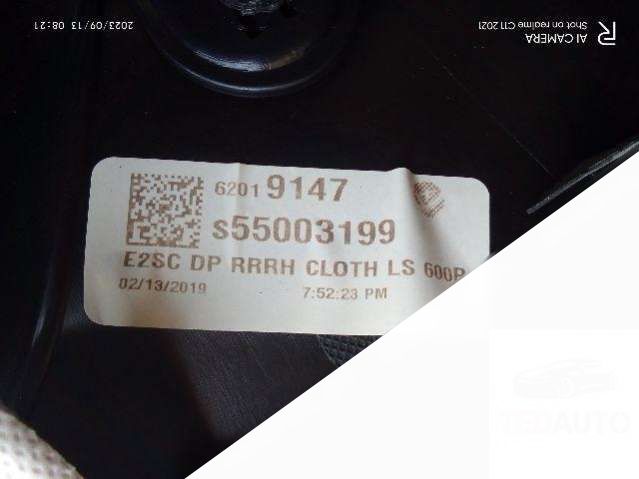 2023/09/13 08:21
AI CAMERA
Shot on realme C11 2021
6201 9147
s55003199
E2SC DP RRRH CLOTH LS 600P
02/13/2019 7:52:23 PM
TEDAUTO